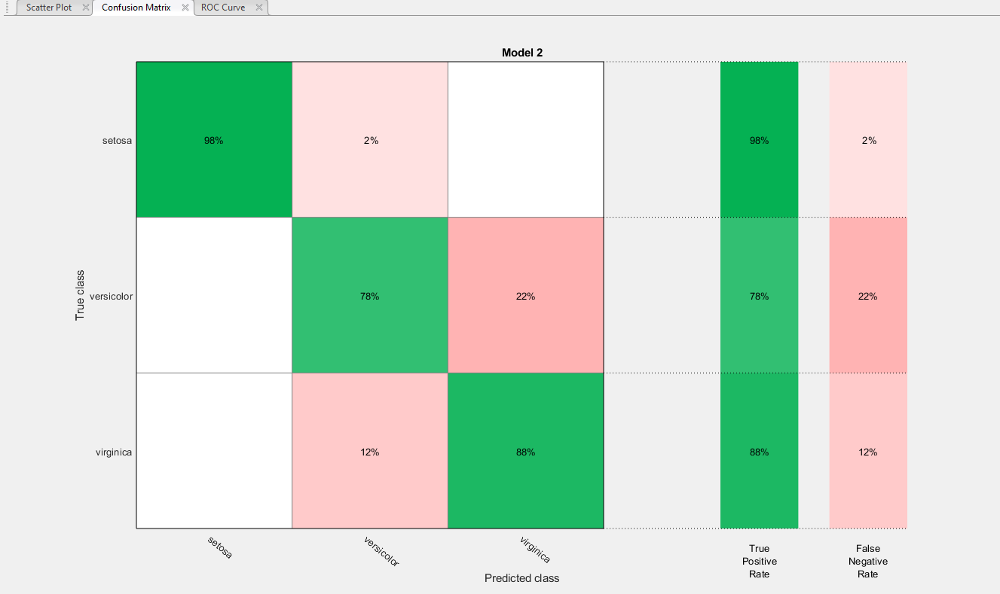 Scatter Plot
Confusion Matrix
ROC Curve
Model 2
setosa
98%
2%
98%
2%
True class
versicolor
78%
22%
78%
22%
virginica
12%
88%
88%
12%
setosa
versicolor
virginica
Predicted class
True
Positive
Rate
False
Negative
Rate